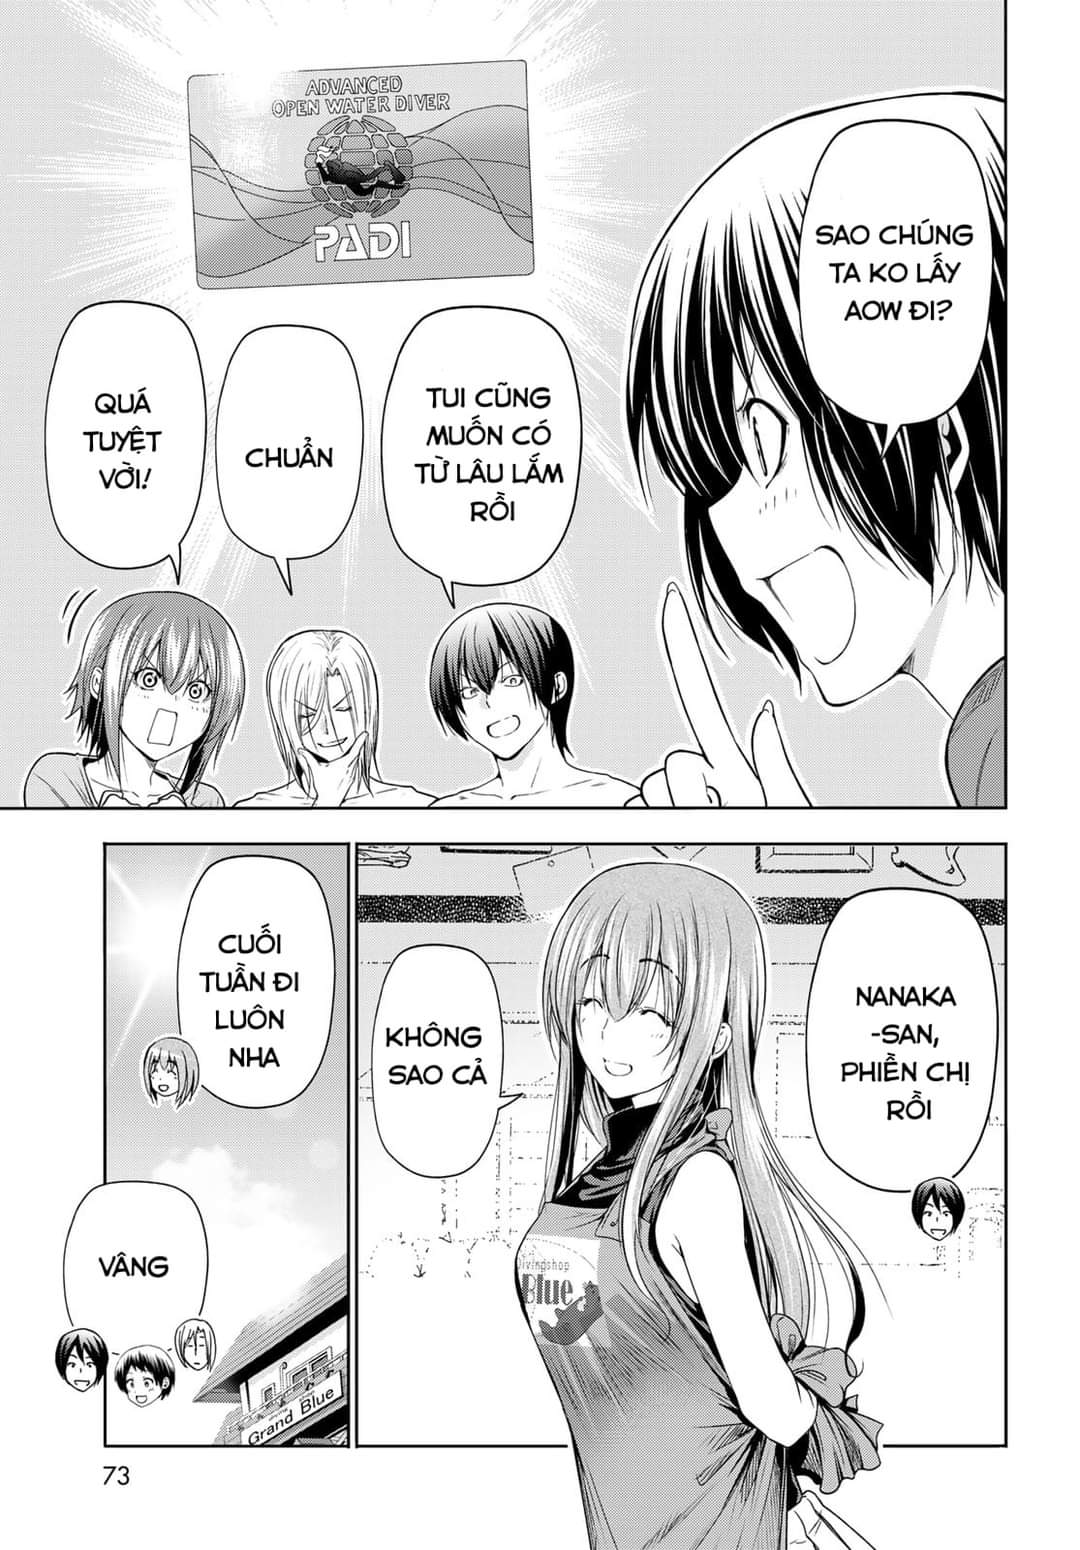 ADVANCED
OPEN WATER DIVER
PADI
SAO CHÚNG
TA KO LẤY
AOW ĐI?
TUI CŨNG
MUỐN CÓ
TỪ LÂU LẮM
RỒI
CHUẨN
QUÁ
TUYỆT
VỜI!
NANAKA
-SAN,
PHIỀN CHỊ
RỒI
KHÔNG
SAO CẢ
Divingshop
Blue
CUỐI
TUẦN ĐI
LUÔN
NHA
VÂNG
Grand Blue
73